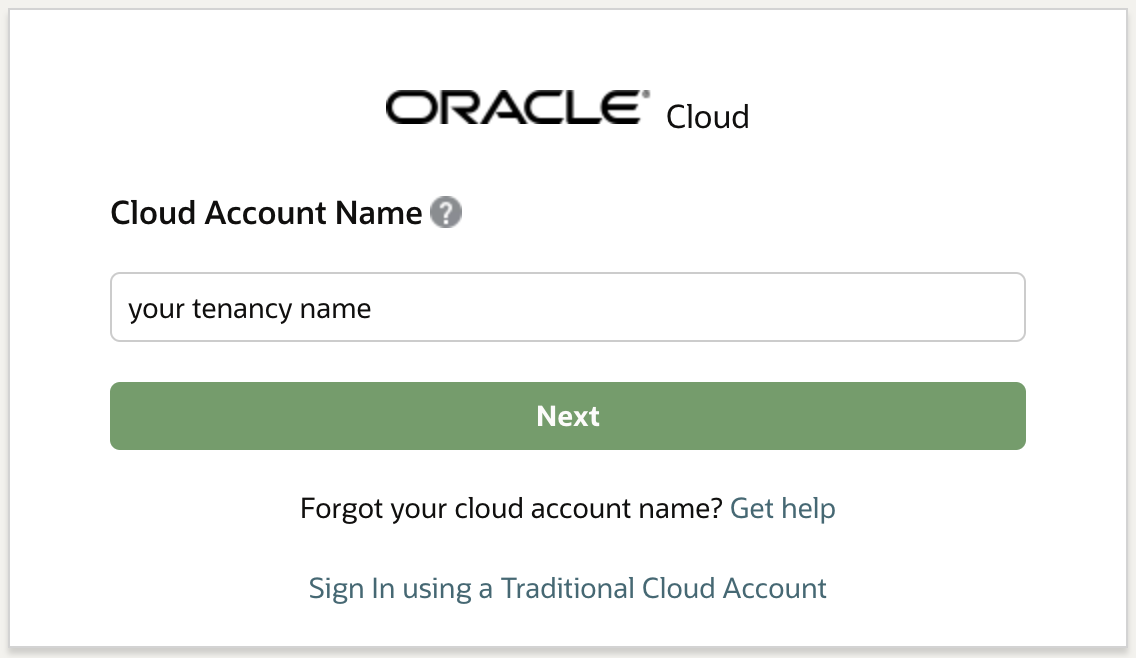 ORACLE® Cloud
Cloud Account Name ?
your tenancy name
Next
Forgot your cloud account name? Get help
Sign In using a Traditional Cloud Account